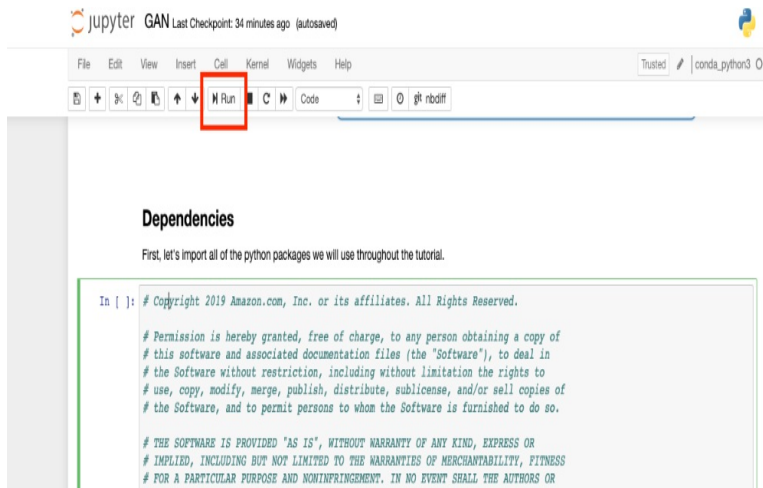 jupyter GAN Last Checkpoint: 34 minutes ago (autosaved)
File Edit View Insert Cell Kernel Widgets Help Trusted conda_python3
Run Code git nbdiff
Dependencies
First, let's import all of the python packages we will use throughout the tutorial.
In [ ]: # Copyright 2019 Amazon.com, Inc. or its affiliates. All Rights Reserved.
# Permission is hereby granted, free of charge, to any person obtaining a copy of
# this software and associated documentation files (the "Software"), to deal in
# the Software without restriction, including without limitation the rights to
# use, copy, modify, merge, publish, distribute, sublicense, and/or sell copies of
# the Software, and to permit persons to whom the Software is furnished to do so.
# THE SOFTWARE IS PROVIDED "AS IS", WITHOUT WARRANTY OF ANY KIND, EXPRESS OR
# IMPLIED, INCLUDING BUT NOT LIMITED TO THE WARRANTIES OF MERCHANTABILITY, FITNESS
# FOR A PARTICULAR PURPOSE AND NONINFRINGEMENT. IN NO EVENT SHALL THE AUTHORS OR